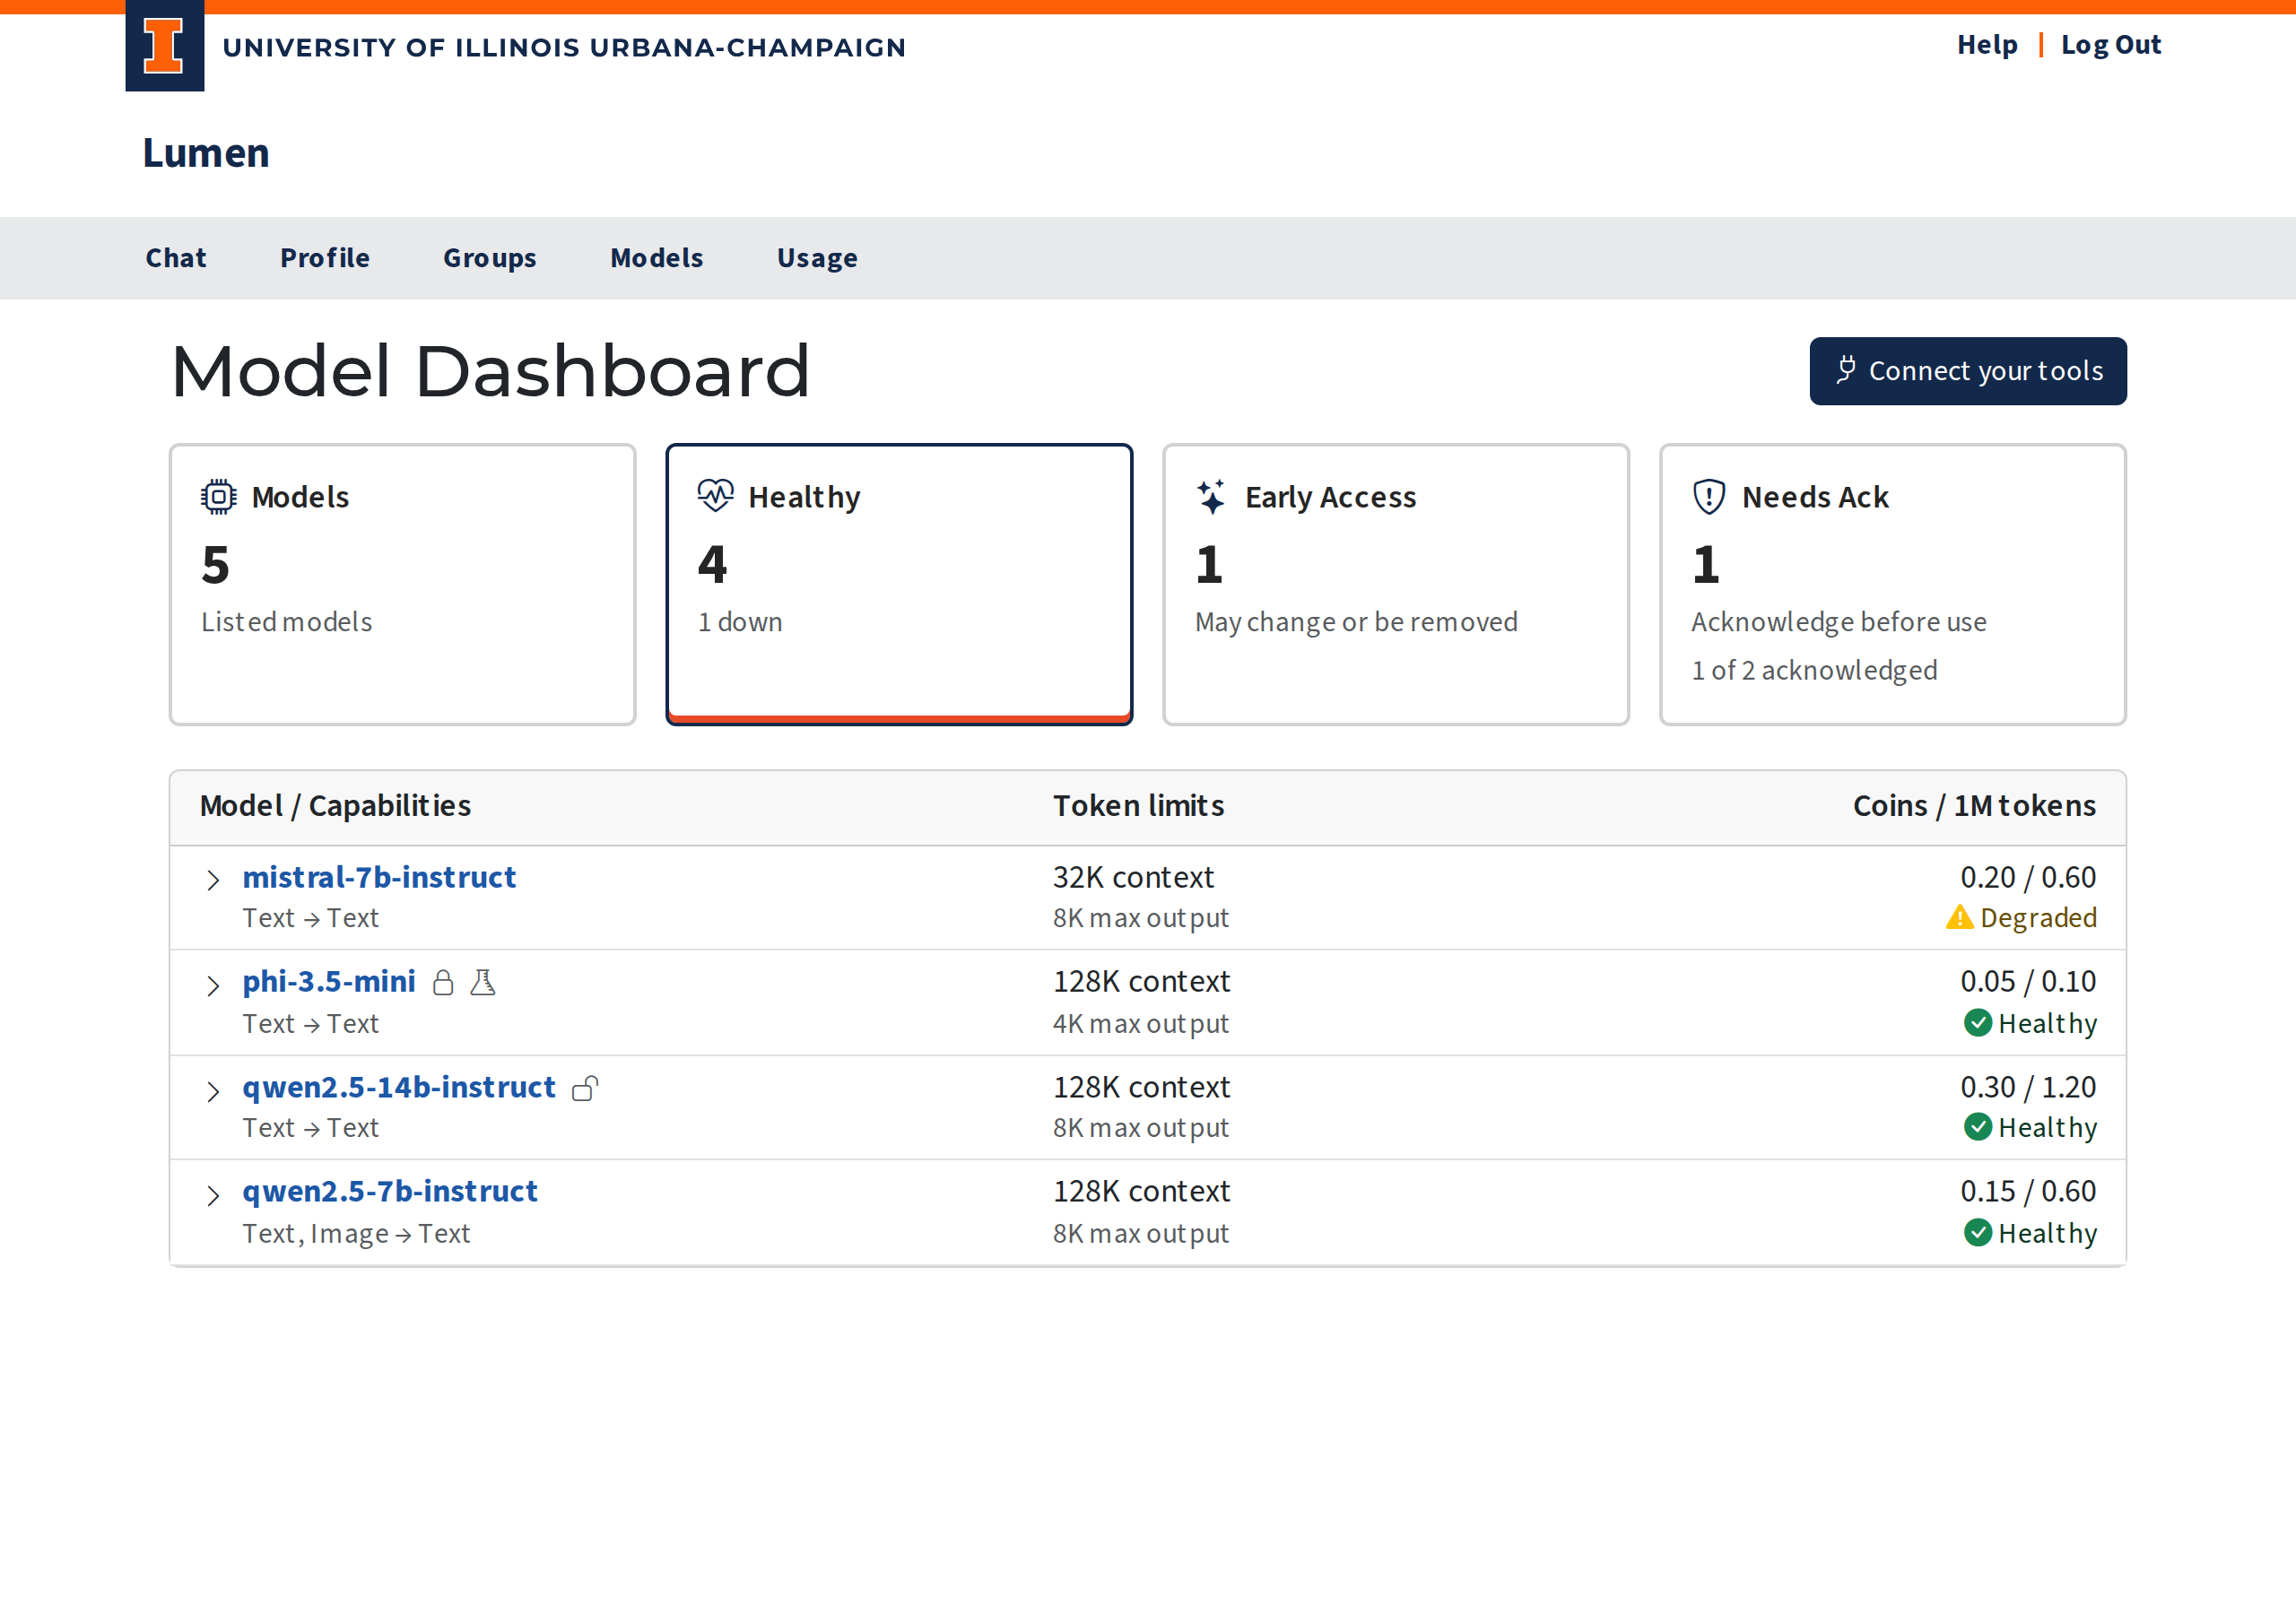 UNIVERSITY OF ILLINOIS URBANA-CHAMPAIGN
Help | Log Out
Lumen
Chat Profile Groups Models Usage
Model Dashboard
Connect your tools
Models
5
Listed models
Healthy
4
1 down
Early Access
1
May change or be removed
Needs Ack
1
Acknowledge before use
1 of 2 acknowledged
Model / Capabilities Token limits Coins / 1M tokens
mistral-7b-instruct 32K context 0.20 / 0.60
Text → Text 8K max output Degraded
phi-3.5-mini 128K context 0.05 / 0.10
Text → Text 4K max output Healthy
qwen2.5-14b-instruct 128K context 0.30 / 1.20
Text → Text 8K max output Healthy
qwen2.5-7b-instruct 128K context 0.15 / 0.60
Text, Image → Text 8K max output Healthy